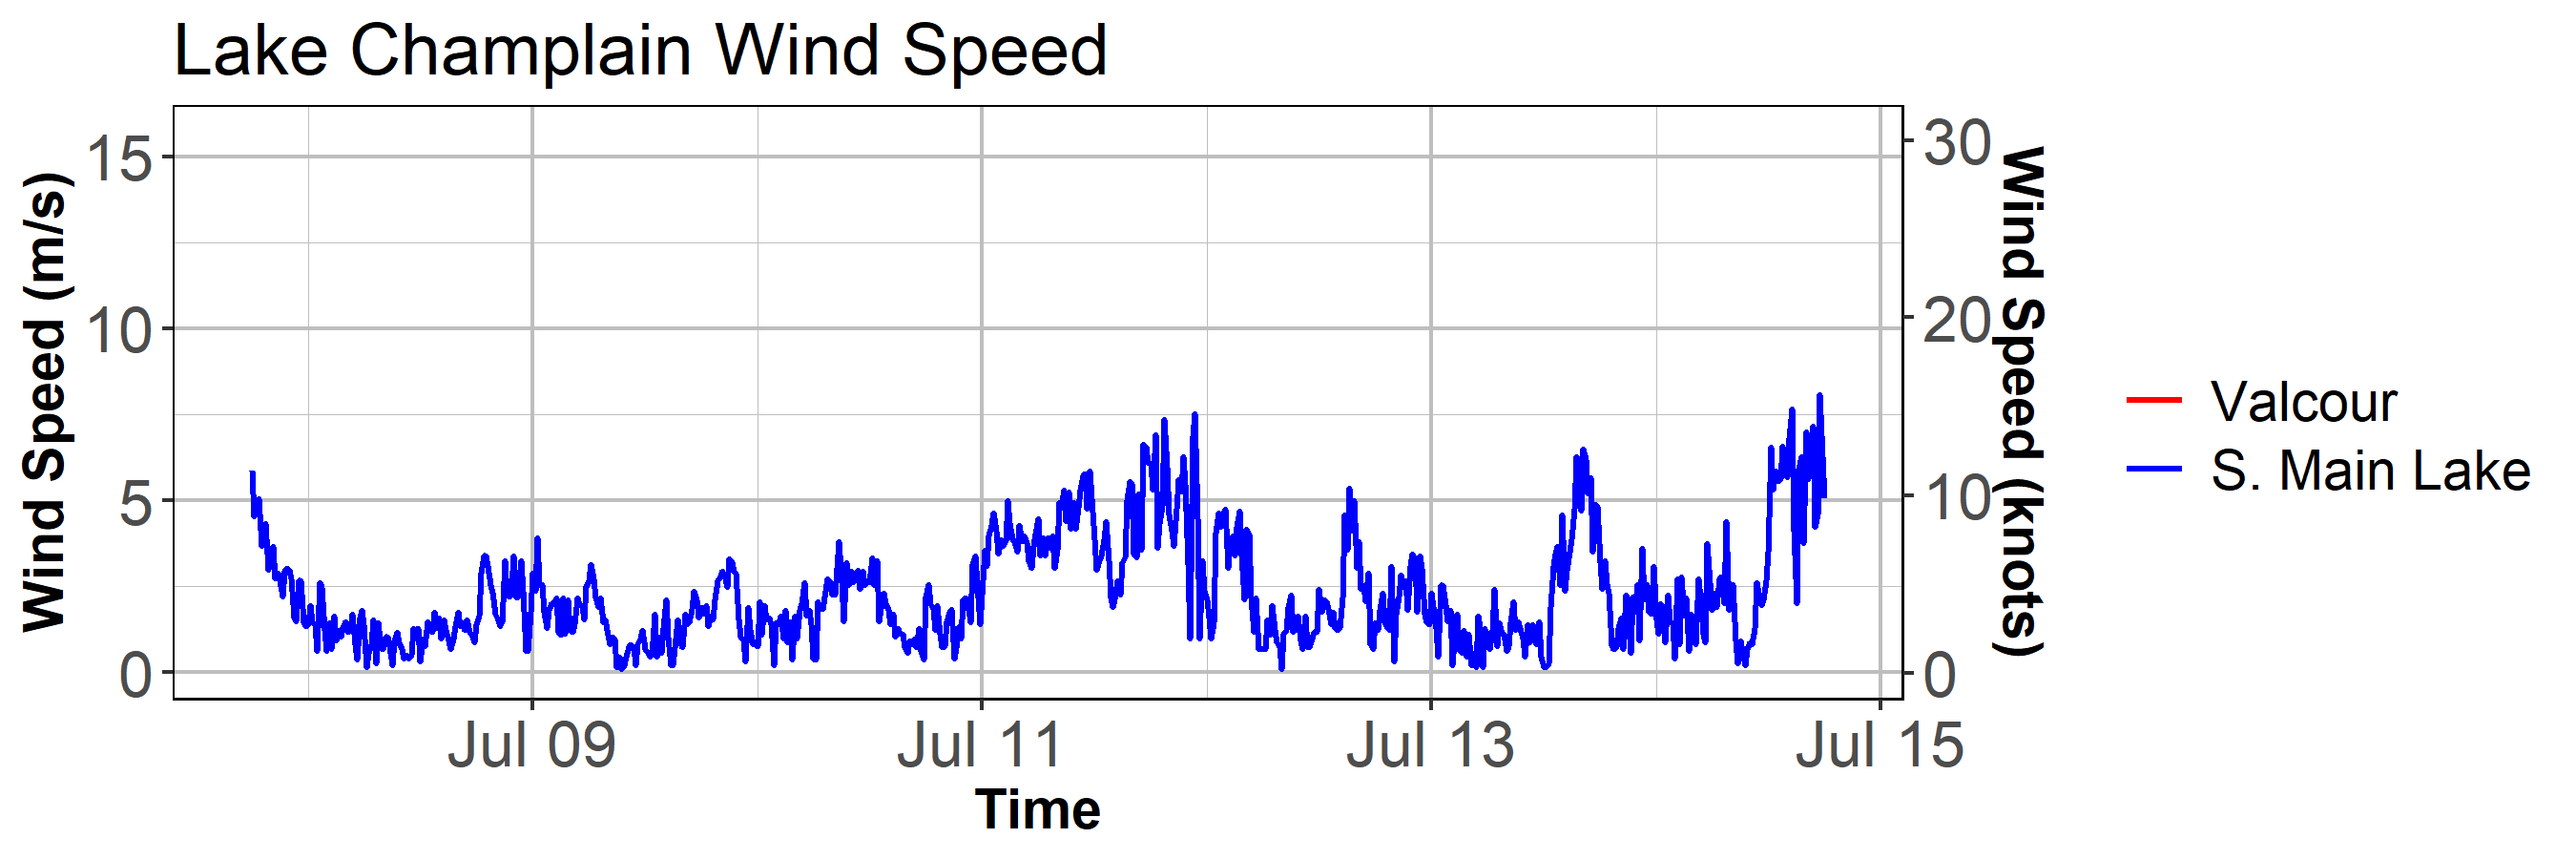 Lake Champlain Wind Speed
Wind Speed (m/s)
15
10
5
0
30
20
10
0
Wind Speed (knots)
Jul 09
Jul 11
Jul 13
Jul 15
Time
Valcour
S. Main Lake